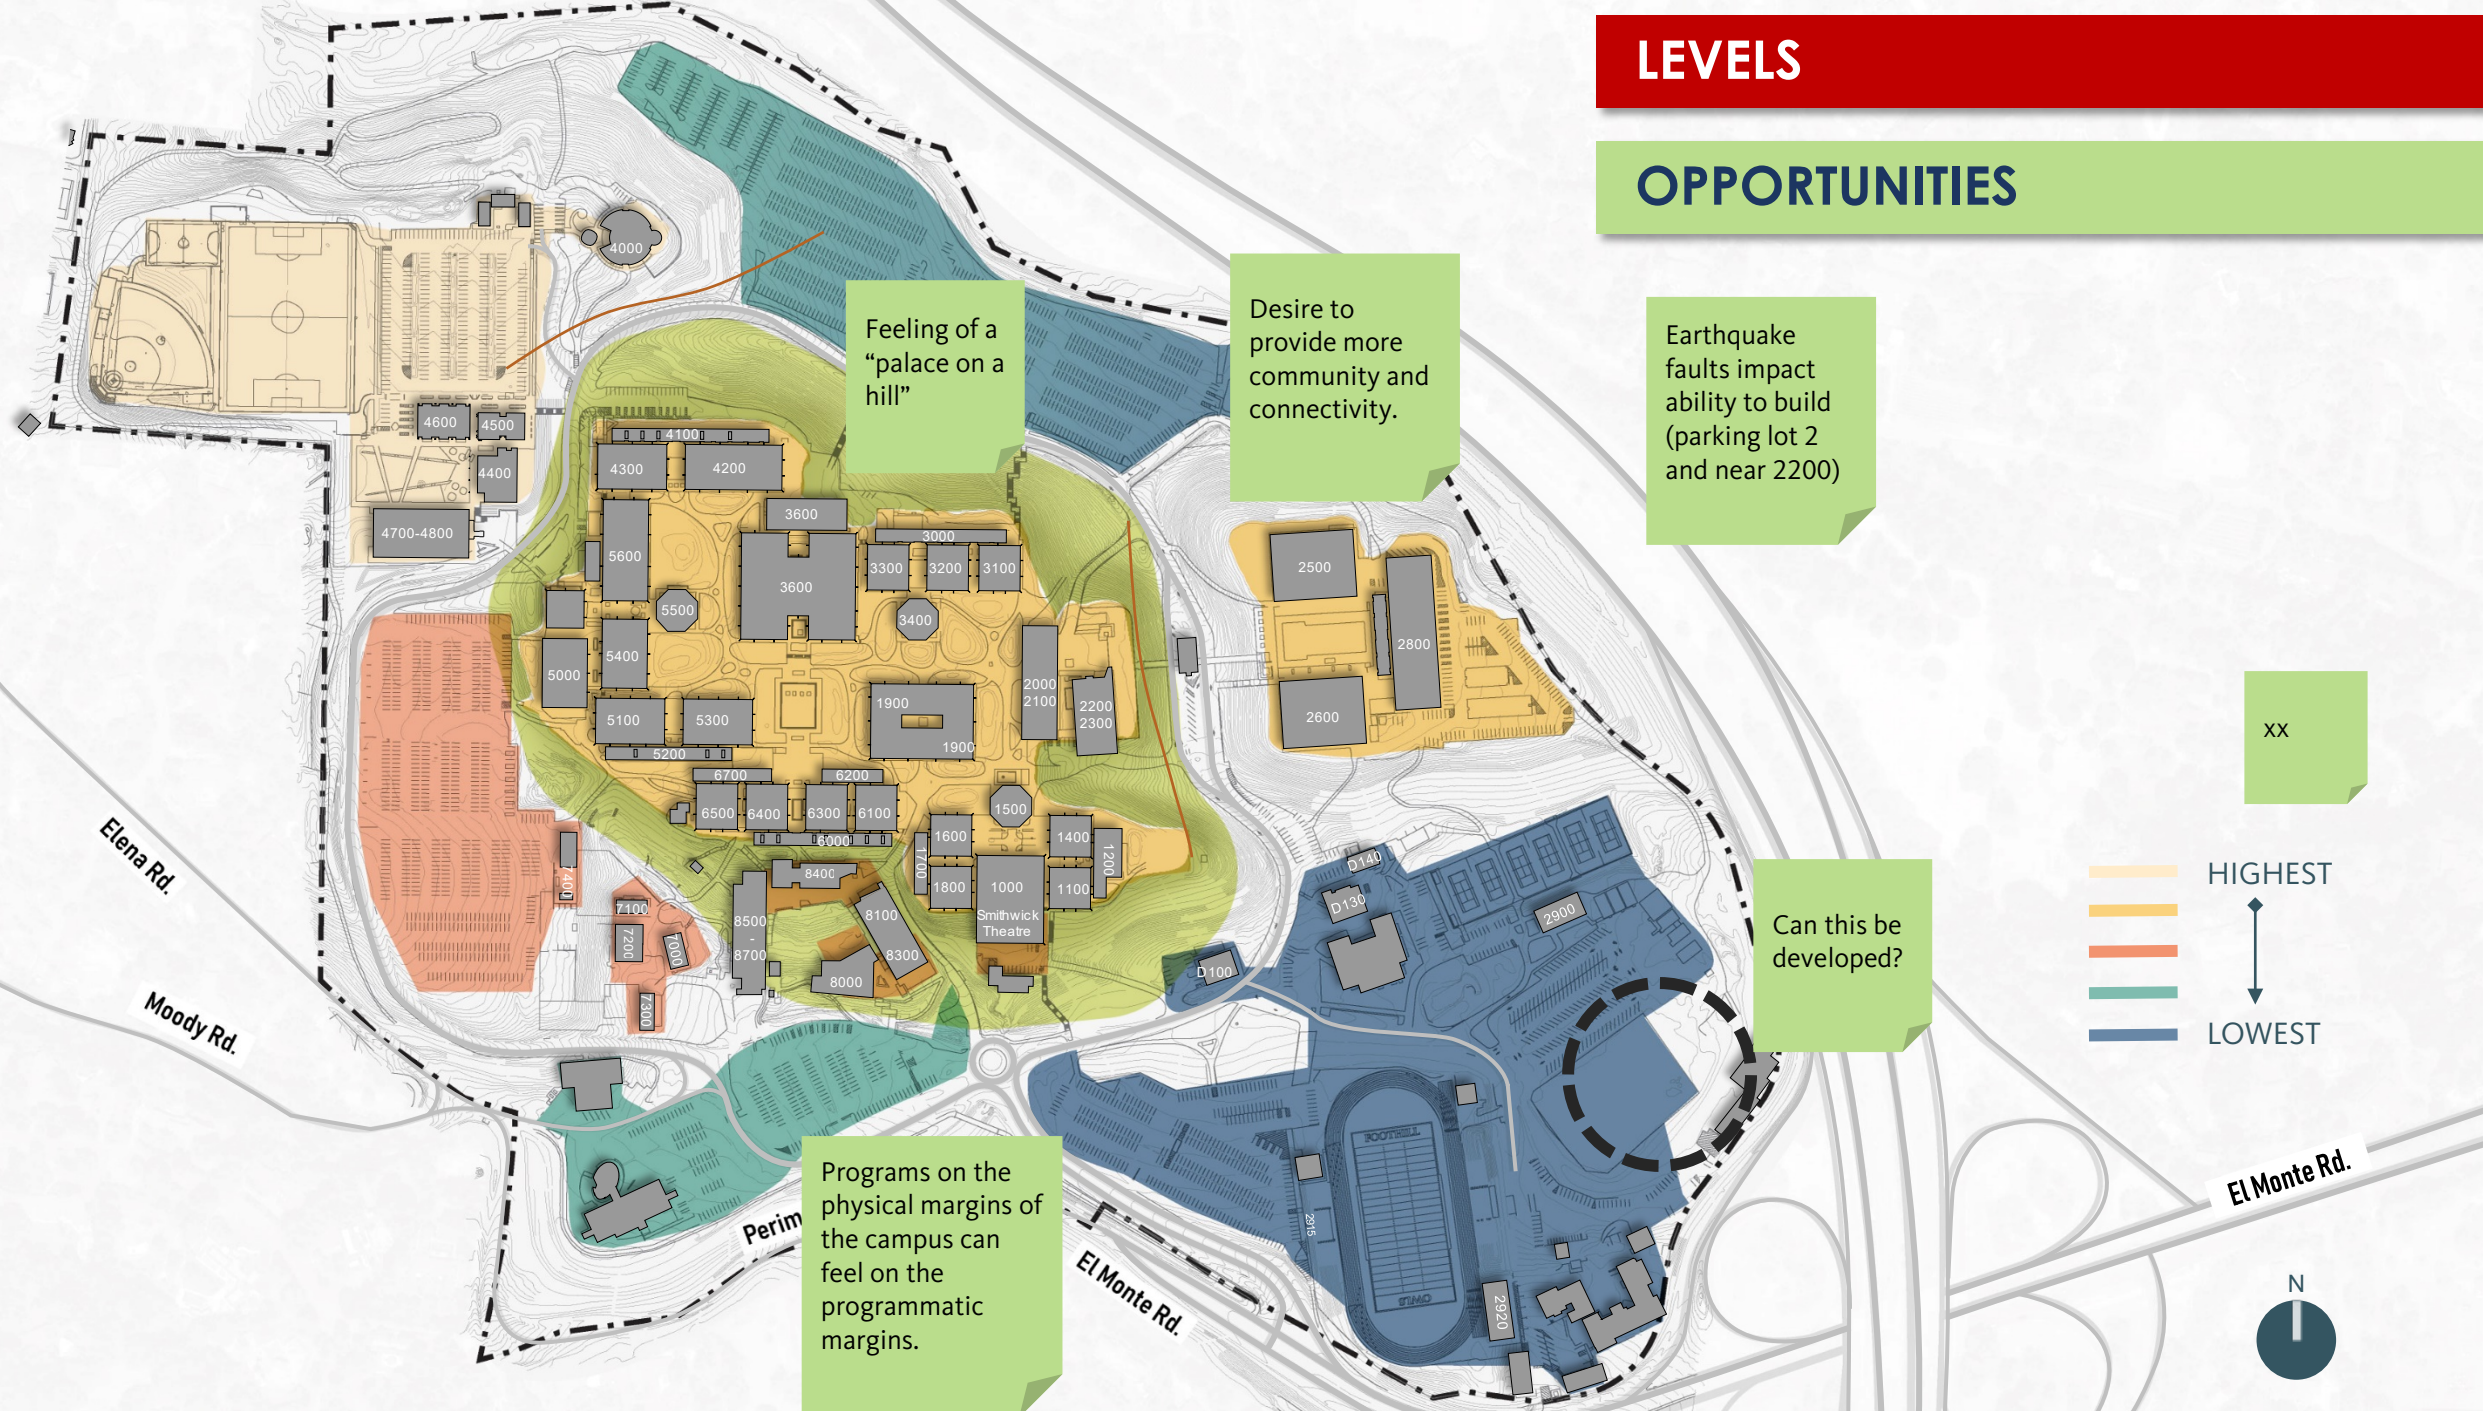 LEVELS
OPPORTUNITIES
Feeling of a
“palace on a
hill”
Desire to
provide more
community and
connectivity.
Earthquake
faults impact
ability to build
(parking lot 2
and near 2200)
xx
HIGHEST
LOWEST
Can this be
developed?
Programs on the
physical margins of
the campus can
feel on the
programmatic
margins.
Elena Rd.
Moody Rd.
Perim
El Monte Rd.
El Monte Rd.
N
4000
4600
4500
4400
4700-4800
4100
4300
4200
3600
3600
3000
3300
3200
3100
3400
5600
5500
5400
5000
5100
5300
5200
2000
2100
2200
2300
1900
1900
2500
2800
2600
6700
6200
6500
6400
6300
6100
6000
1500
1600
1700
1800
1400
1200
1100
1000
Smithwick
Theatre
8400
8500
-
8700
8100
8300
8000
7400
7100
7200
7000
7300
D140
D130
D100
2900
2915
2920
FOOTHILL
OWLS